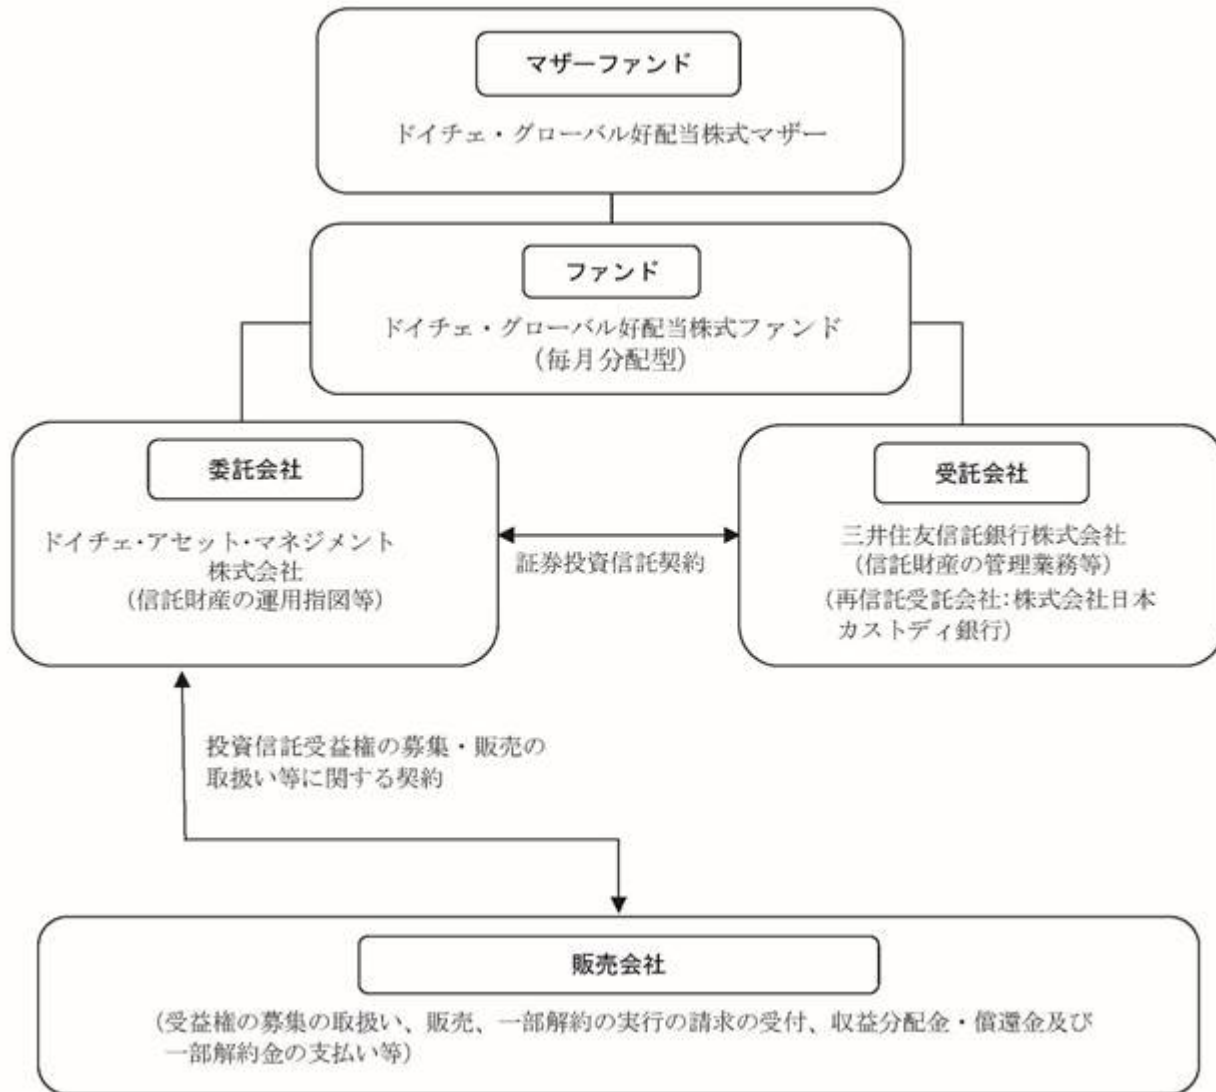 マザーファンド
ドイチェ・グローバル好配当株式マザー
ファンド
ドイチェ・グローバル好配当株式ファンド
（毎月分配型）
委託会社
ドイチェ・アセット・マネジメント
株式会社
（信託財産の運用指図等）
証券投資信託契約
受託会社
三井住友信託銀行株式会社
（信託財産の管理業務等）
（再信託受託会社：株式会社日本
カストディ銀行）
投資信託受益権の募集・販売の
取扱い等に関する契約
販売会社
（受益権の募集の取扱い、販売、一部解約の実行の請求の受付、収益分配金・償還金及び
一部解約金の支払い等）